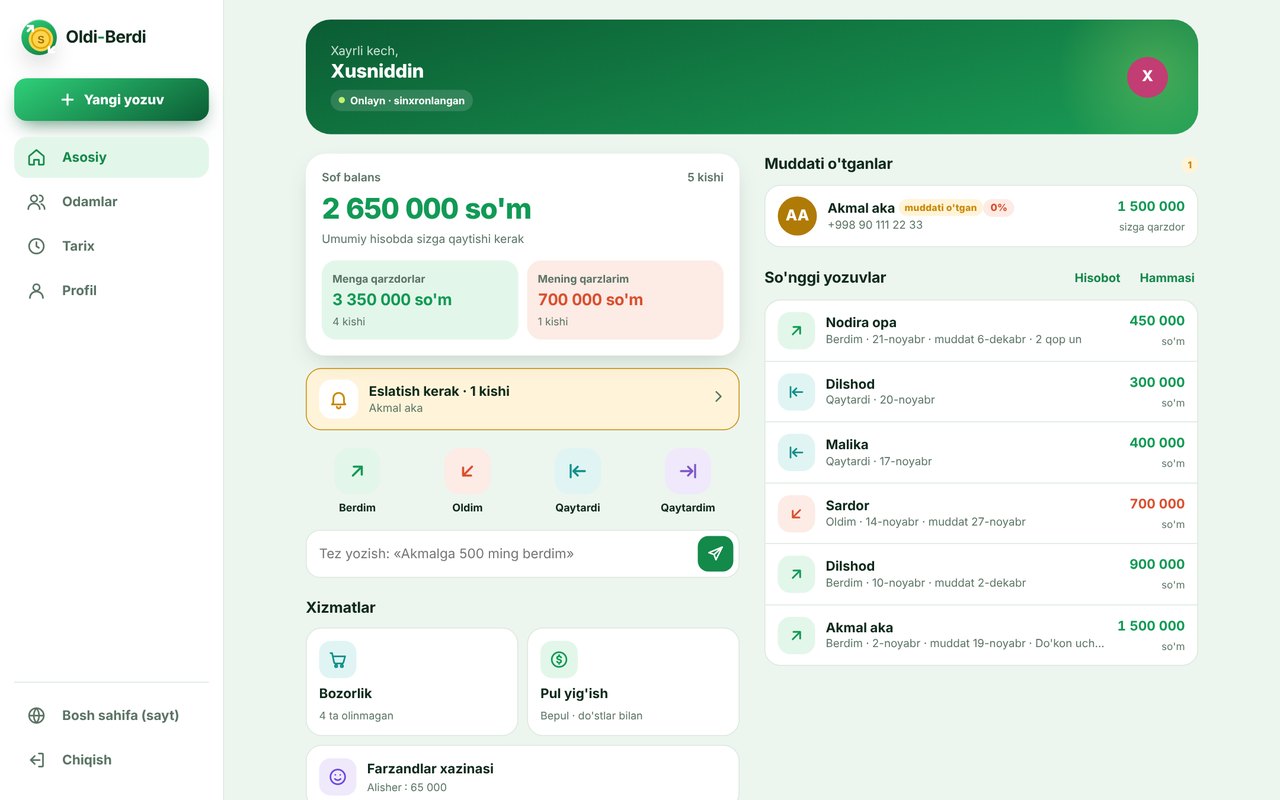 Oldi-Berdi
Yangi yozuv
Asosiy
Odamlar
Tarix
Profil
Bosh sahifa (sayt)
Chiqish
Xayrli kech,
Xusniddin
Onlayn · sinxronlangan
X
Sof balans
5 kishi
2 650 000 so'm
Umumiy hisobda sizga qaytishi kerak
Menga qarzdorlar
3 350 000 so'm
4 kishi
Mening qarzlarim
700 000 so'm
1 kishi
Eslatish kerak · 1 kishi
Akmal aka
Berdim
Oldim
Qaytardi
Qaytardim
Tez yozish: «Akmalga 500 ming berdim»
Xizmatlar
Bozorlik
4 ta olinmagan
Pul yig'ish
Bepul · do'stlar bilan
Farzandlar xazinasi
Alisher : 65 000
Muddati o'tganlar
1
AA
Akmal aka muddati o'tgan 0%
+998 90 111 22 33
1 500 000
sizga qarzdor
So'nggi yozuvlar
Hisobot
Hammasi
Nodira opa
Berdim · 21-noyabr · muddat 6-dekabr · 2 qop un
450 000
so'm
Dilshod
Qaytardi · 20-noyabr
300 000
so'm
Malika
Qaytardi · 17-noyabr
400 000
so'm
Sardor
Oldim · 14-noyabr · muddat 27-noyabr
700 000
so'm
Dilshod
Berdim · 10-noyabr · muddat 2-dekabr
900 000
so'm
Akmal aka
Berdim · 2-noyabr · muddat 19-noyabr · Do'kon uch...
1 500 000
so'm